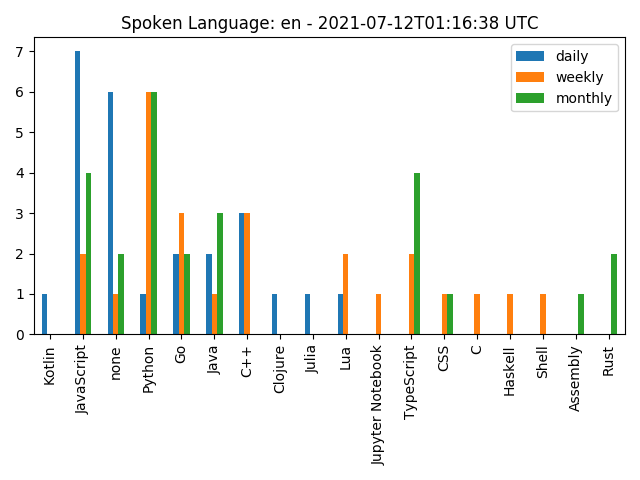 Spoken Language: en - 2021-07-12T01:16:38 UTC
daily
weekly
monthly
7
6
5
4
3
2
1
0
Kotlin
JavaScript
none
Python
Go
Java
C++
Clojure
Julia
Lua
Jupyter Notebook
TypeScript
CSS
C
Haskell
Shell
Assembly
Rust